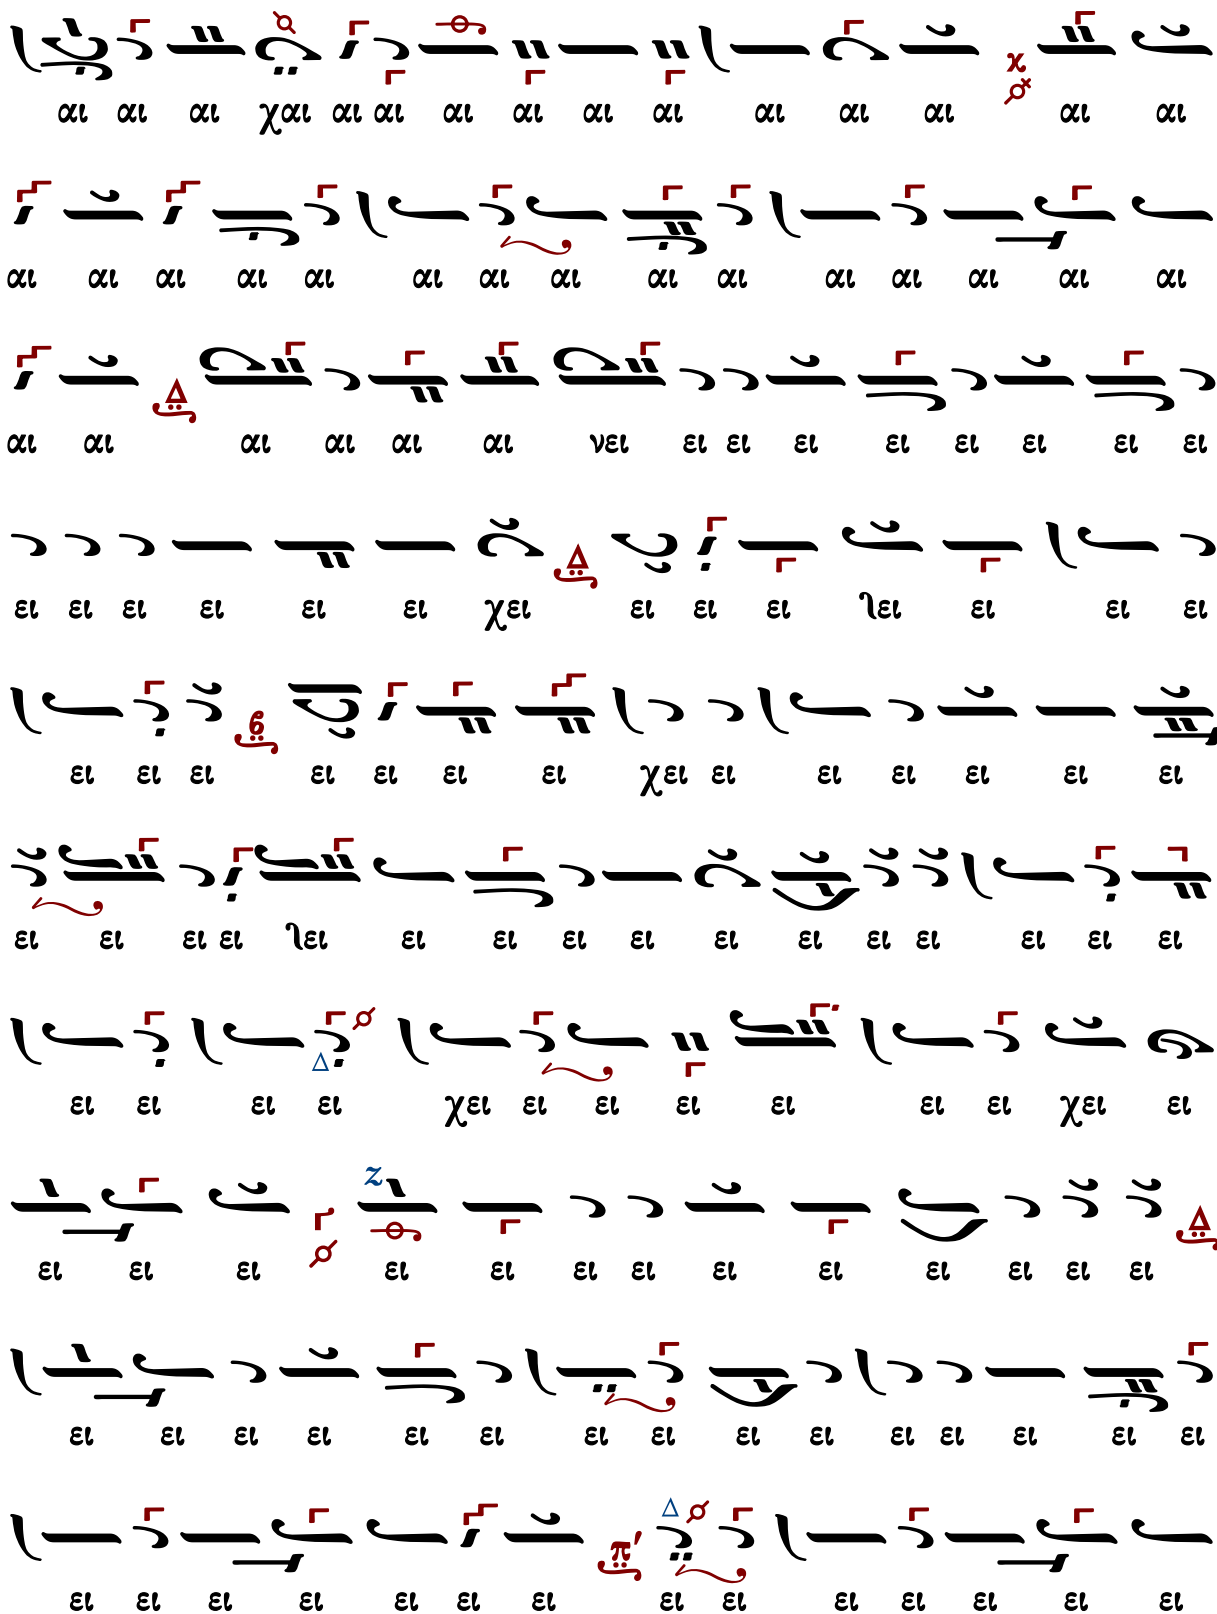 αι αι αι χαι αι αι αι αι αι αι αι αι αι αι αι
αι αι αι αι αι αι αι αι αι αι αι αι αι αι αι
αι αι αι αι αι αι νει ει ει ει ει ει ει ει ει
ει ει ει ει ει ει χει ει ει ει λει ει ει ει
ει ει ει ει ει ει ει χει ει ει ει ει ει ει
ει ει ει ει λει ει ει ει ει ει ει ει ει ει ει ει
ει ει ει ει χει ει ει ει ει ει ει χει ει
ει ει ει ει ει ει ει ει ει ει ει ει ει
ει ει ει ει ει ει ει ει ει ει ει ει ει ει ει
ει ει ει ει ει ει ει ει ει ει ει ει ει ει